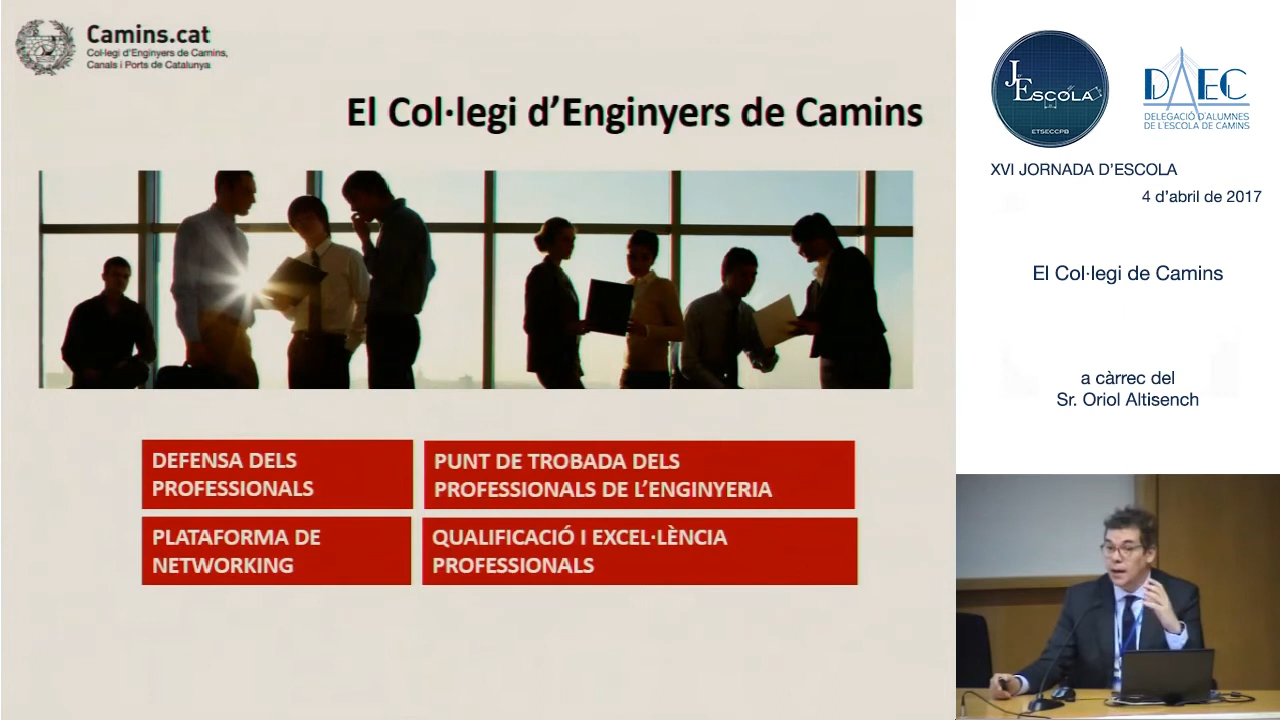 Camins.cat
Col·legi d'Enginyers de Camins,
Canals i Ports de Catalunya
El Col·legi d’Enginyers de Camins
DEFENSA DELS
PROFESSIONALS
PUNT DE TROBADA DELS
PROFESSIONALS DE L’ENGINYERIA
PLATAFORMA DE
NETWORKING
QUALIFICACIÓ I EXCEL·LÈNCIA
PROFESSIONALS
J.Escola
ETSECCPB
DAEC
DELEGACIÓ D'ALUMNES
DE L'ESCOLA DE CAMINS
XVI JORNADA D'ESCOLA
4 d'abril de 2017
El Col·legi de Camins
a càrrec del
Sr. Oriol Altisench